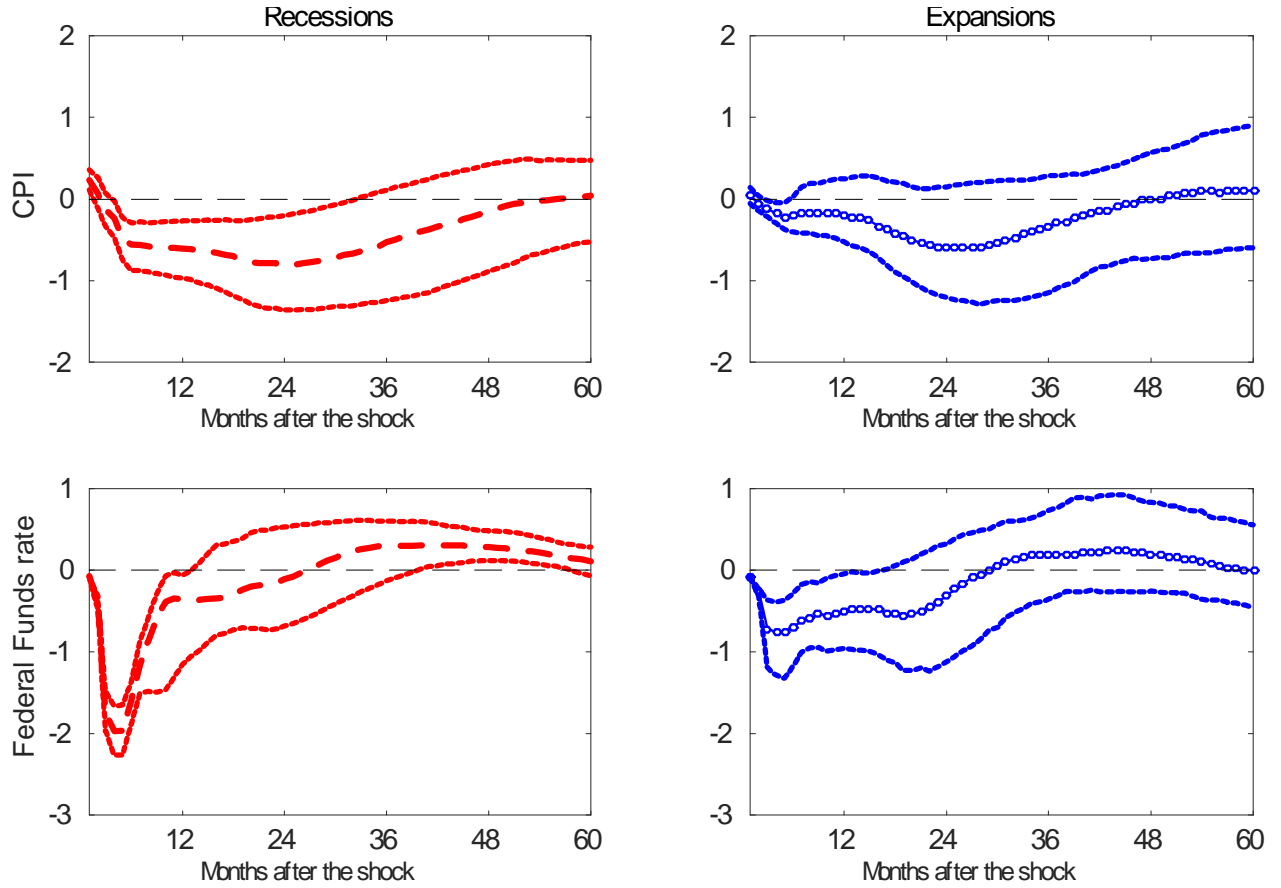 Recessions
Expansions
CPI
2
1
0
-1
-2
12 24 36 48 60
Months after the shock
2
1
0
-1
-2
12 24 36 48 60
Months after the shock
Federal Funds rate
1
0
-1
-2
-3
12 24 36 48 60
Months after the shock
1
0
-1
-2
-3
12 24 36 48 60
Months after the shock